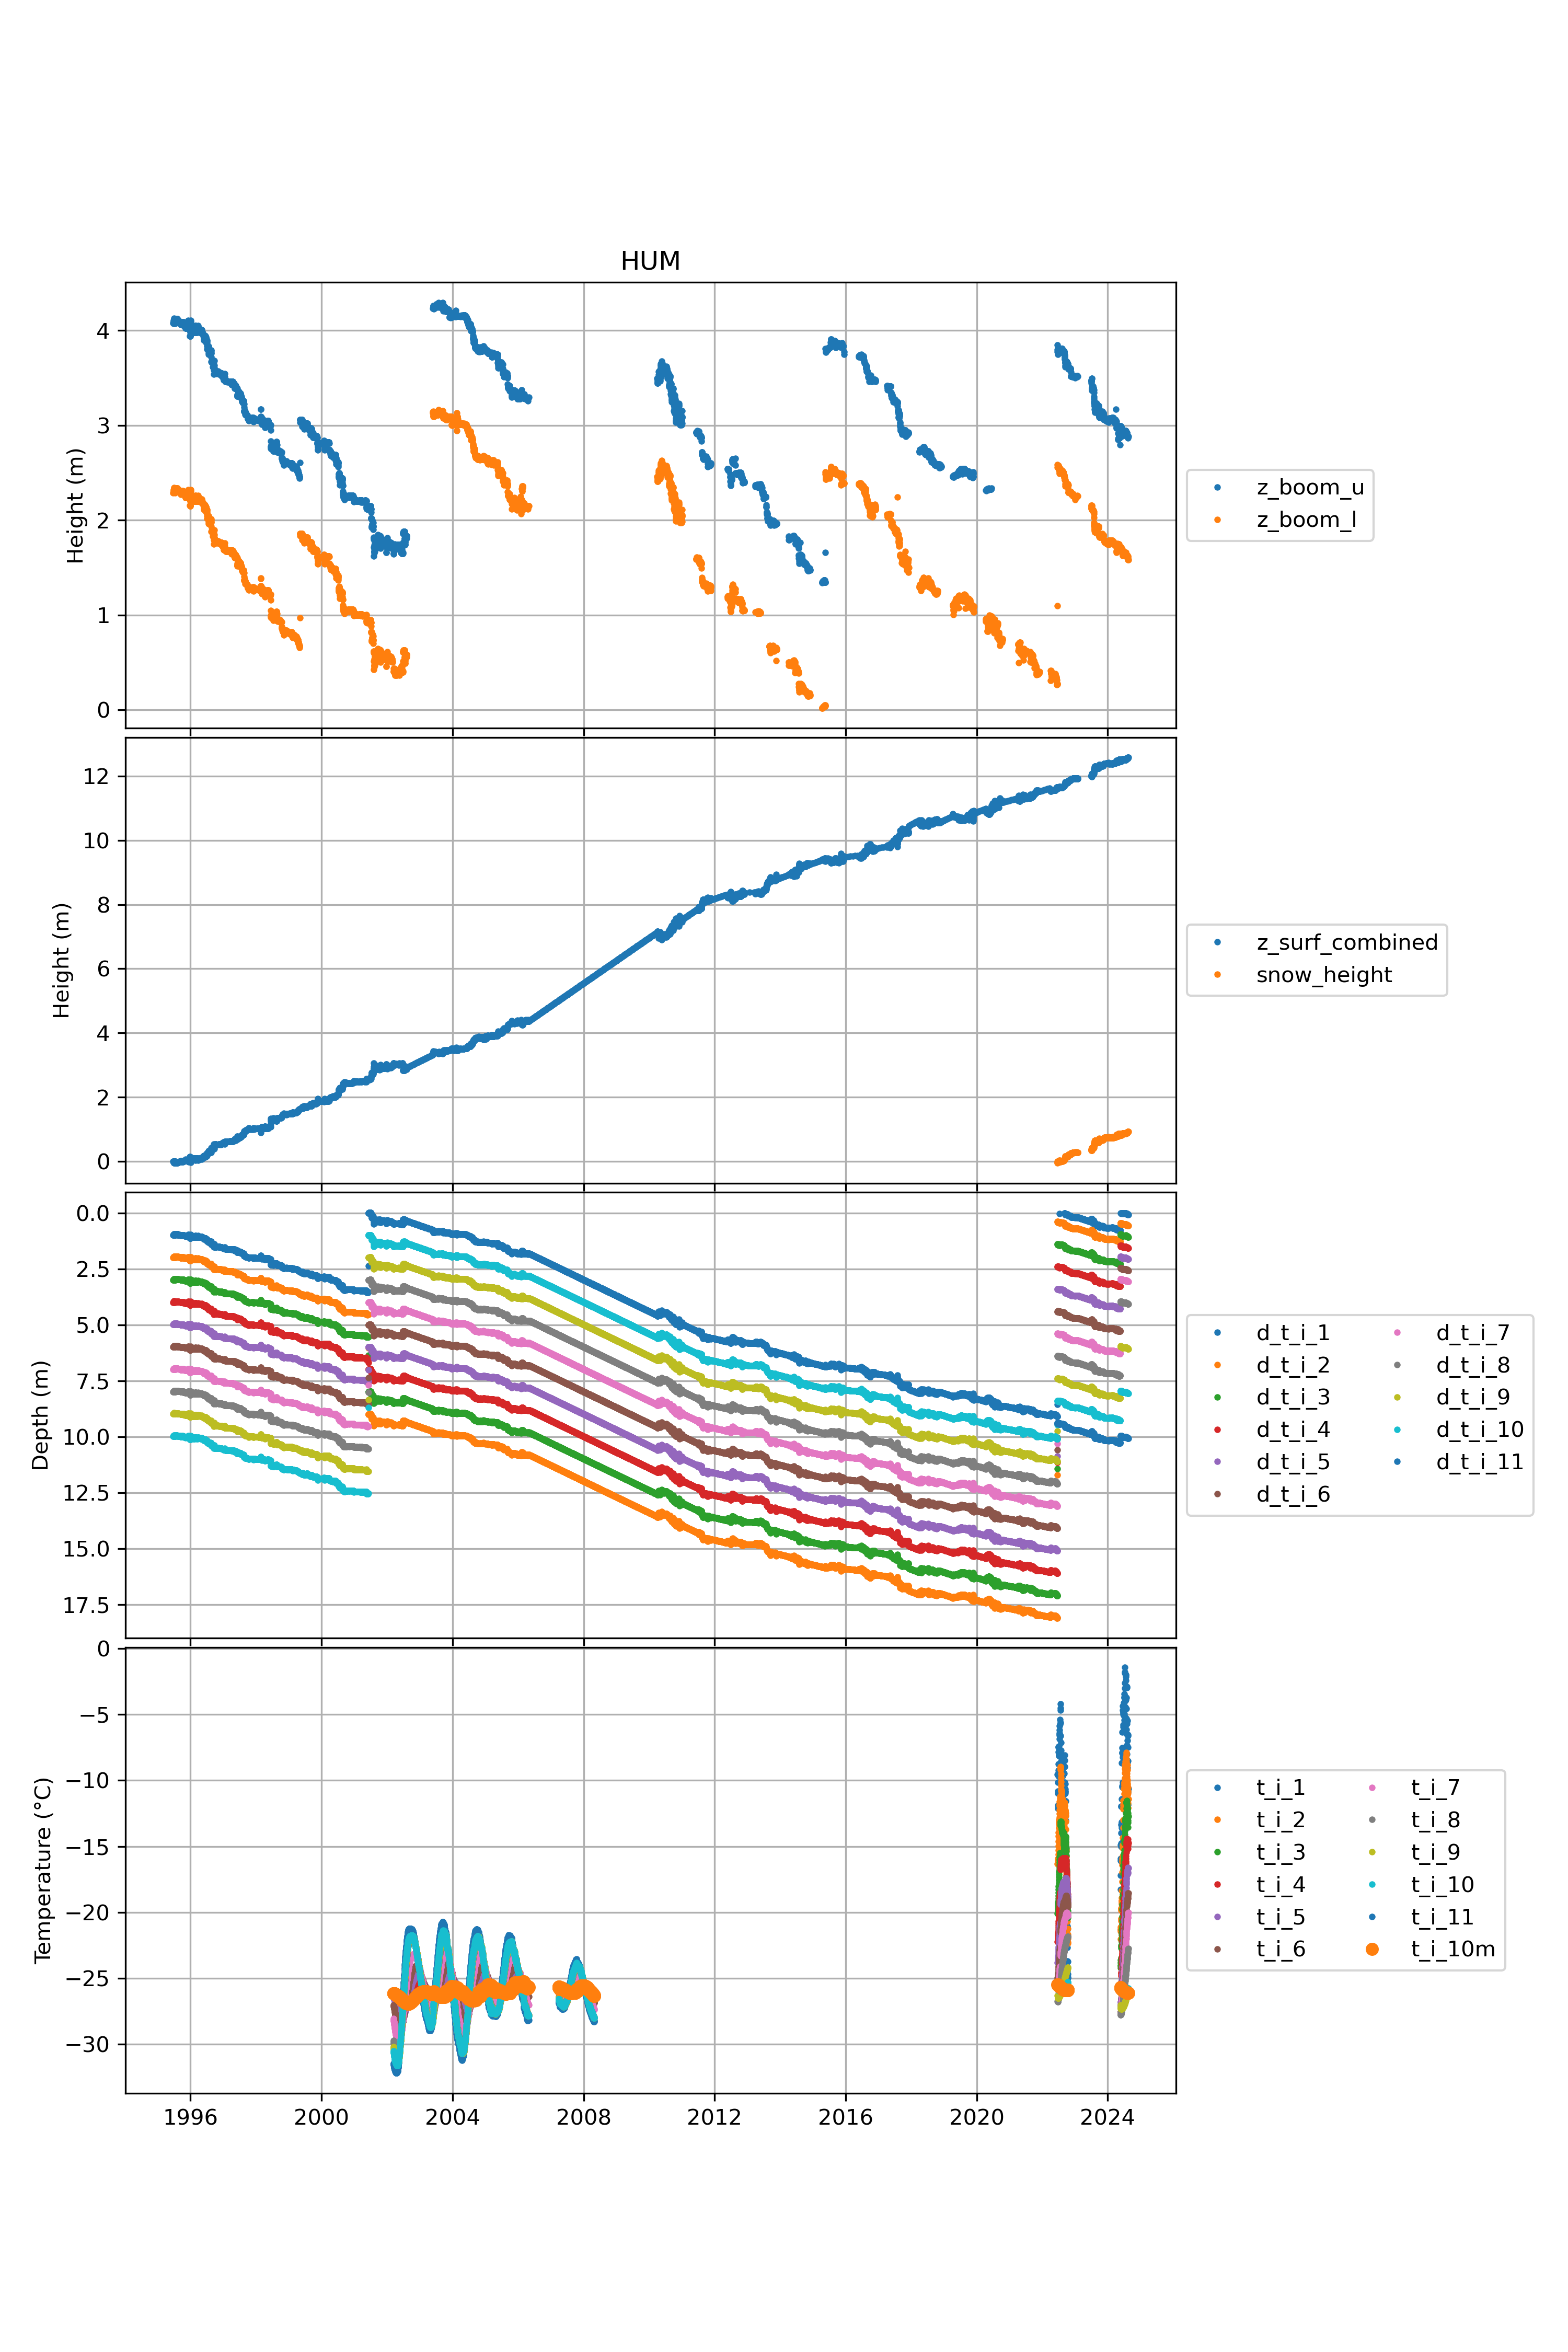 HUM
4
3
2
1
0
Height (m)
z_boom_u
z_boom_l
12
10
8
6
4
2
0
Height (m)
z_surf_combined
snow_height
0.0
2.5
5.0
7.5
10.0
12.5
15.0
17.5
Depth (m)
d_t_i_1 d_t_i_7
d_t_i_2 d_t_i_8
d_t_i_3 d_t_i_9
d_t_i_4 d_t_i_10
d_t_i_5 d_t_i_11
d_t_i_6
0
−5
−10
−15
−20
−25
−30
Temperature (°C)
t_i_1 t_i_7
t_i_2 t_i_8
t_i_3 t_i_9
t_i_4 t_i_10
t_i_5 t_i_11
t_i_6 t_i_10m
1996 2000 2004 2008 2012 2016 2020 2024